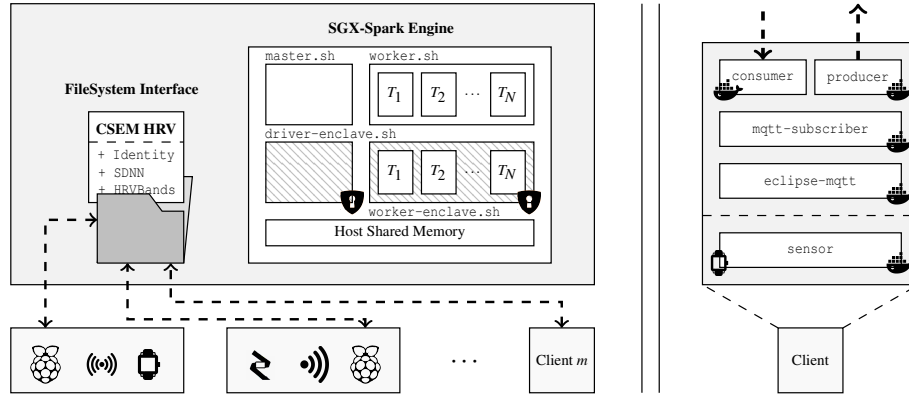 SGX-Spark Engine
master.sh
worker.sh
T1
T2
...
TN
FileSystem Interface
CSEM HRV
+ Identity
+ SDNN
+ HRVBands
driver-enclave.sh
T1
T2
...
TN
worker-enclave.sh
Host Shared Memory
...
Client m
consumer
producer
mqtt-subscriber
eclipse-mqtt
sensor
Client